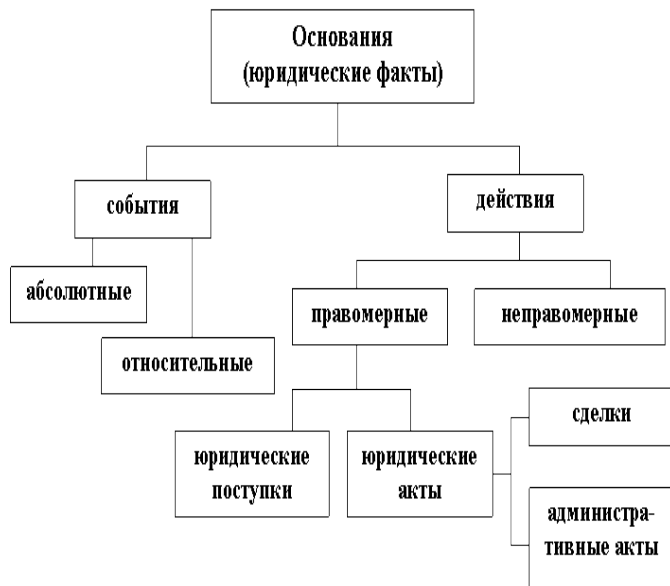 Основания
(юридические факты)
события
действия
абсолютные
относительные
правомерные
неправомерные
юридические
поступки
юридические
акты
сделки
администра-
тивные акты